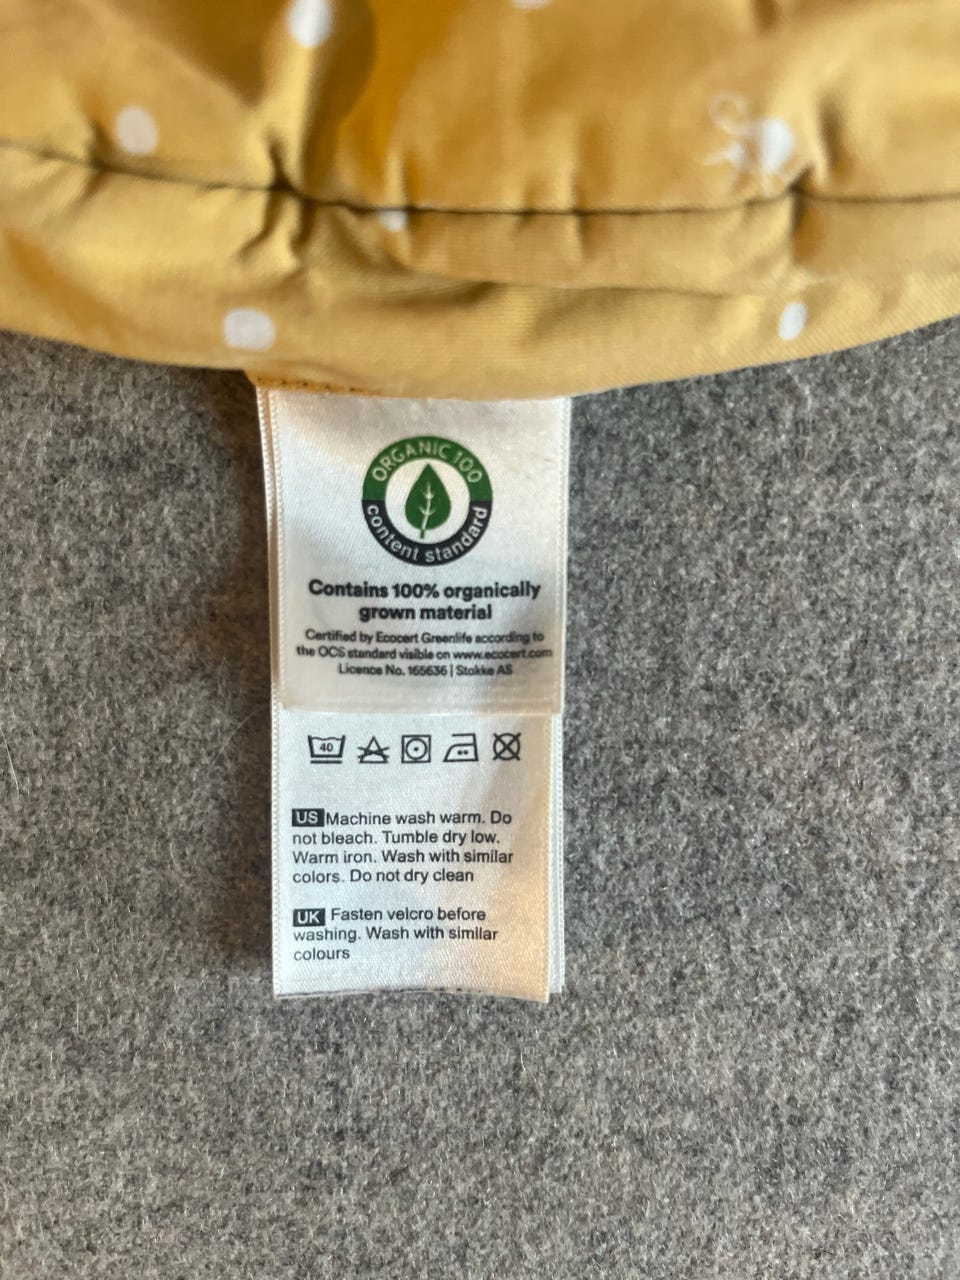 ORGANIC 100
content standard
Contains 100% organically
grown material
Certified by Ecocert Greenlife according to
the OCS standard visible on www.ecocert.com
Licence No. 165636 | Stokke AS
40
US Machine wash warm. Do
not bleach. Tumble dry low.
Warm iron. Wash with similar
colors. Do not dry clean
UK Fasten velcro before
washing. Wash with similar
colours